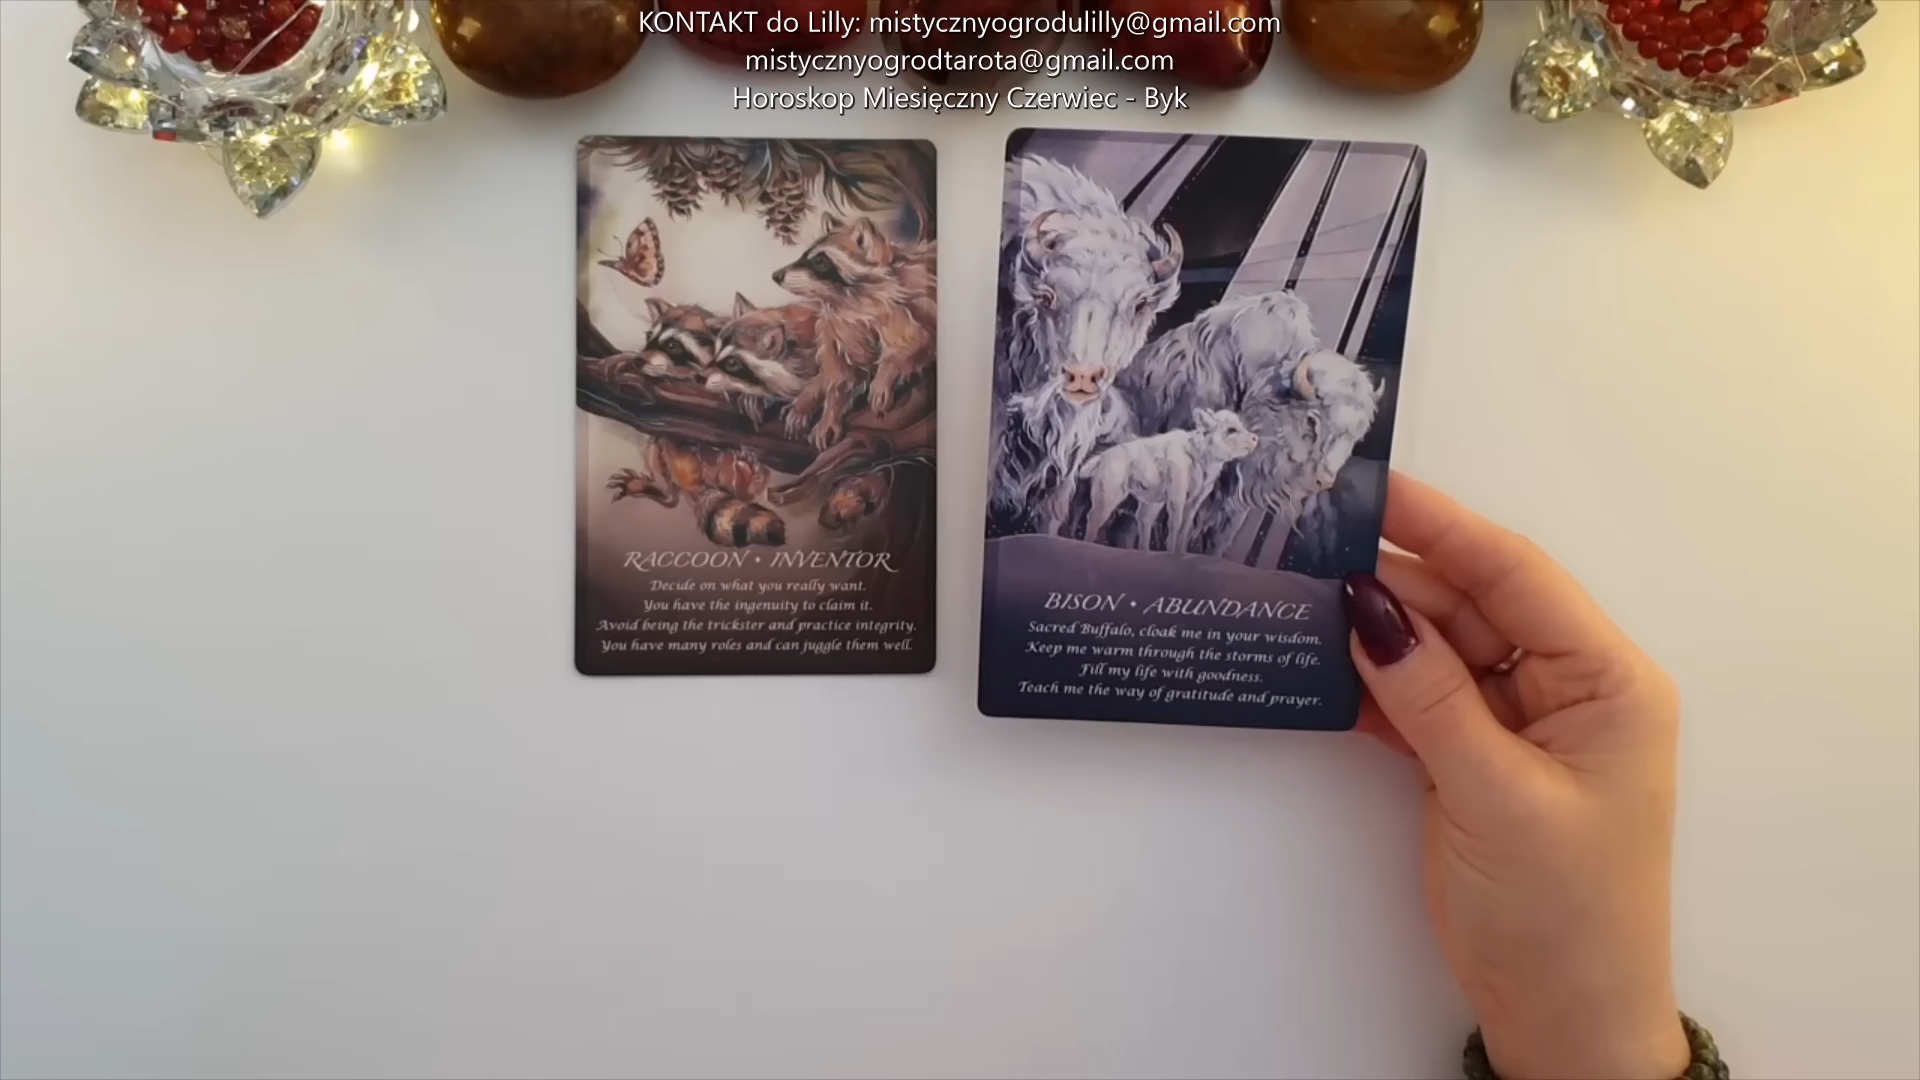 KONTAKT do Lilly: mistycznyogrodulilly@gmail.com
mistycznyogrodtarota@gmail.com
Horoskop Miesięczny Czerwiec - Byk
RACCOON • INVENTOR
Decide on what you really want.
You have the ingenuity to claim it.
Avoid being the trickster and practice integrity.
You have many roles and can juggle them well.
BISON • ABUNDANCE
Sacred Buffalo, cloak me in your wisdom.
Keep me warm through the storms of life.
Fill my life with goodness.
Teach me the way of gratitude and prayer.